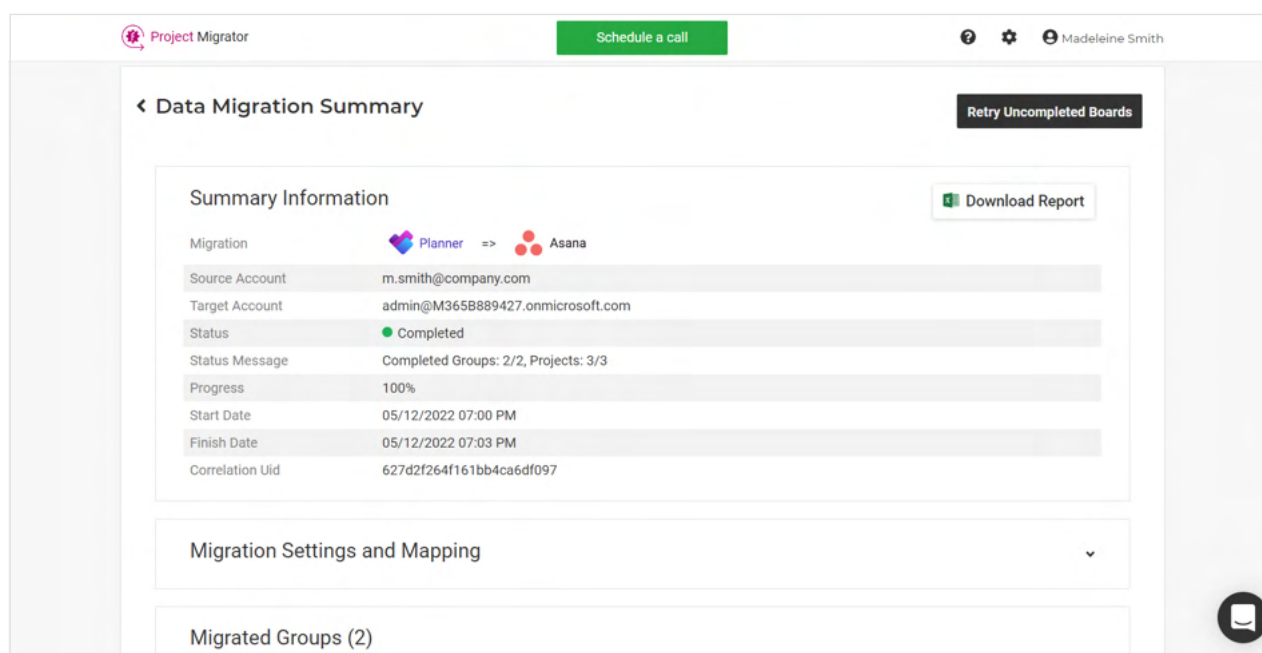 Project Migrator
Schedule a call
Madeleine Smith
Data Migration Summary
Retry Uncompleted Boards
Summary Information
Download Report
Migration Planner => Asana
Source Account m.smith@company.com
Target Account admin@M365B889427.onmicrosoft.com
Status Completed
Status Message Completed Groups: 2/2, Projects: 3/3
Progress 100%
Start Date 05/12/2022 07:00 PM
Finish Date 05/12/2022 07:03 PM
Correlation Uid 627d2f264f161bb4ca6df097
Migration Settings and Mapping
Migrated Groups (2)